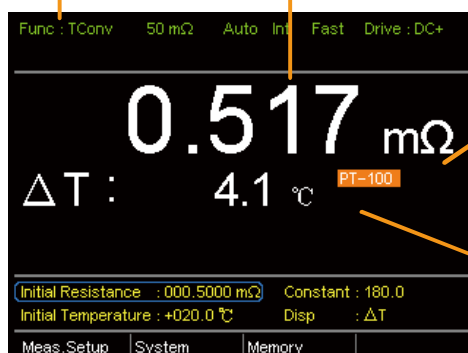 Func : TConv 50 mΩ Auto Int Fast Drive : DC+
0.517 mΩ
ΔT : 4.1 °C PT-100
Initial Resistance : 000.5000 mΩ Constant : 180.0
Initial Temperature : +020.0 °C Disp : ΔT
Meas.Setup System Memory